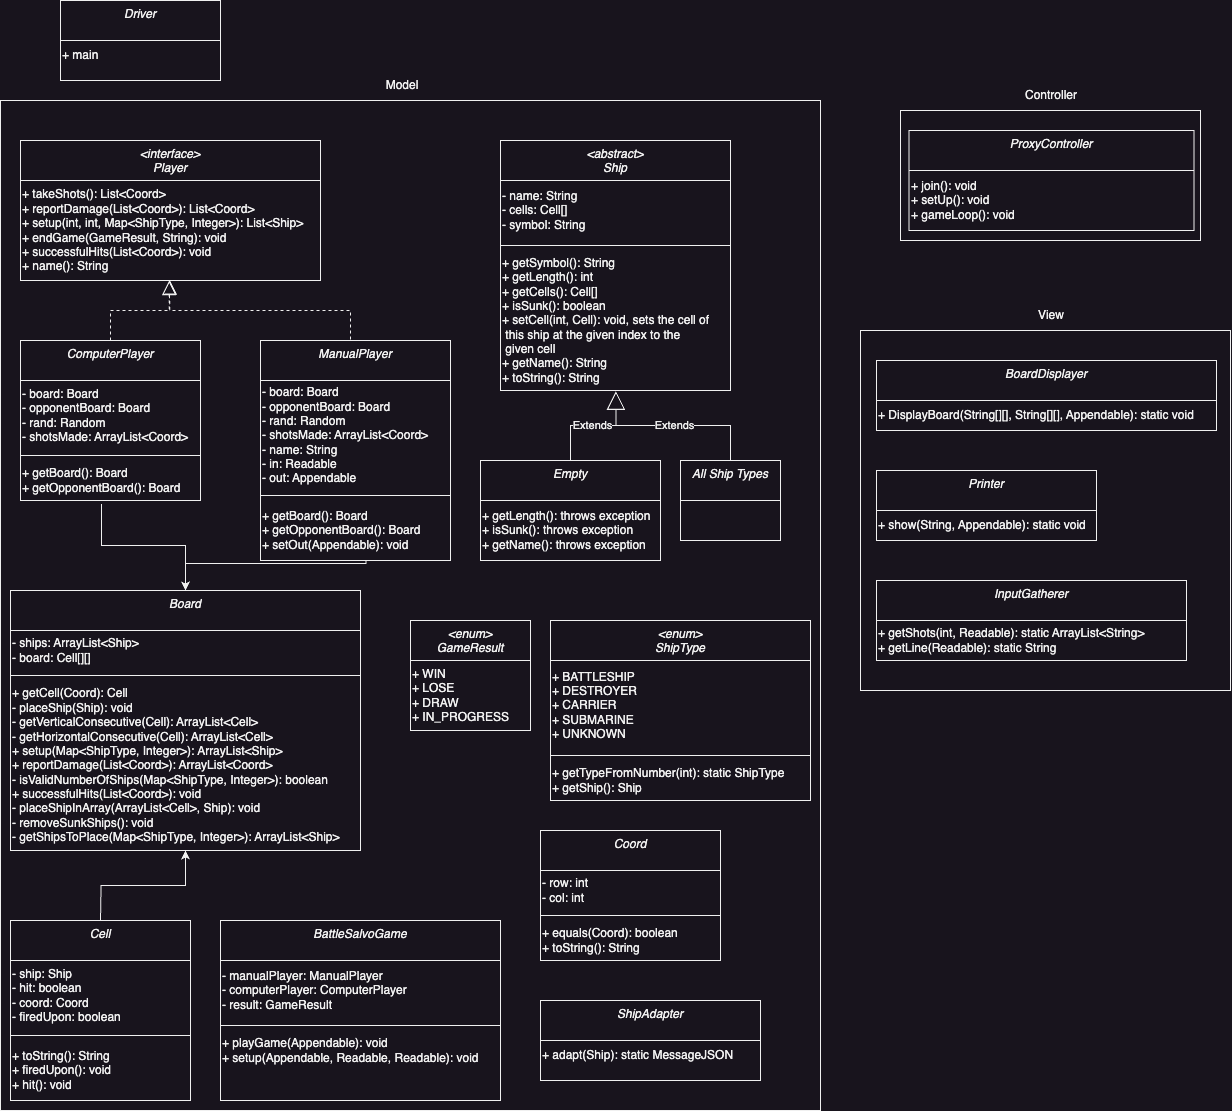 Driver
+ main
Model
<interface>
Player
+ takeShots(): List<Coord>
+ reportDamage(List<Coord>): List<Coord>
+ setup(int, int, Map<ShipType, Integer>): List<Ship>
+ endGame(GameResult, String): void
+ successfulHits(List<Coord>): void
+ name(): String
<abstract>
Ship
- name: String
- cells: Cell[]
- symbol: String
+ getSymbol(): String
+ getLength(): int
+ getCells(): Cell[]
+ isSunk(): boolean
+ setCell(int, Cell): void, sets the cell of
this ship at the given index to the
given cell
+ getName(): String
+ toString(): String
ComputerPlayer
- board: Board
- opponentBoard: Board
- rand: Random
- shotsMade: ArrayList<Coord>
+ getBoard(): Board
+ getOpponentBoard(): Board
ManualPlayer
- board: Board
- opponentBoard: Board
- rand: Random
- shotsMade: ArrayList<Coord>
- name: String
- in: Readable
- out: Appendable
+ getBoard(): Board
+ getOpponentBoard(): Board
+ setOut(Appendable): void
Extends
Extends
Empty
+ getLength(): throws exception
+ isSunk(): throws exception
+ getName(): throws exception
All Ship Types
Board
- ships: ArrayList<Ship>
- board: Cell[][]
+ getCell(Coord): Cell
- placeShip(Ship): void
- getVerticalConsecutive(Cell): ArrayList<Cell>
- getHorizontalConsecutive(Cell): ArrayList<Cell>
+ setup(Map<ShipType, Integer>): ArrayList<Ship>
+ reportDamage(List<Coord>): ArrayList<Coord>
- isValidNumberOfShips(Map<ShipType, Integer>): boolean
+ successfulHits(List<Coord>): void
- placeShipInArray(ArrayList<Cell>, Ship): void
- removeSunkShips(): void
- getShipsToPlace(Map<ShipType, Integer>): ArrayList<Ship>
<enum>
GameResult
+ WIN
+ LOSE
+ DRAW
+ IN_PROGRESS
<enum>
ShipType
+ BATTLESHIP
+ DESTROYER
+ CARRIER
+ SUBMARINE
+ UNKNOWN
+ getTypeFromNumber(int): static ShipType
+ getShip(): Ship
Coord
- row: int
- col: int
+ equals(Coord): boolean
+ toString(): String
Cell
- ship: Ship
- hit: boolean
- coord: Coord
- firedUpon: boolean
+ toString(): String
+ firedUpon(): void
+ hit(): void
BattleSalvoGame
- manualPlayer: ManualPlayer
- computerPlayer: ComputerPlayer
- result: GameResult
+ playGame(Appendable): void
+ setup(Appendable, Readable, Readable): void
ShipAdapter
+ adapt(Ship): static MessageJSON
Controller
ProxyController
+ join(): void
+ setUp(): void
+ gameLoop(): void
View
BoardDisplayer
+ DisplayBoard(String[][], String[][], Appendable): static void
Printer
+ show(String, Appendable): static void
InputGatherer
+ getShots(int, Readable): static ArrayList<String>
+ getLine(Readable): static String